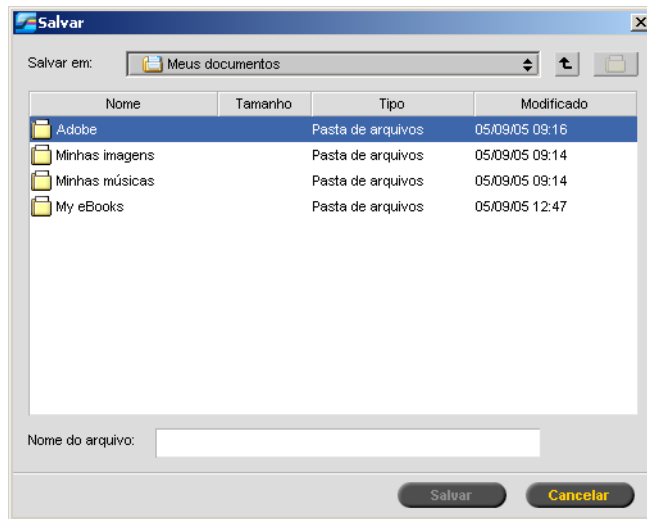 Salvar
Salvar em: Meus documentos
Nome Tamanho Tipo Modificado
Adobe Pasta de arquivos 05/09/05 09:16
Minhas imagens Pasta de arquivos 05/09/05 09:14
Minhas músicas Pasta de arquivos 05/09/05 09:14
My eBooks Pasta de arquivos 05/09/05 12:47
Nome do arquivo:
Salvar Cancelar